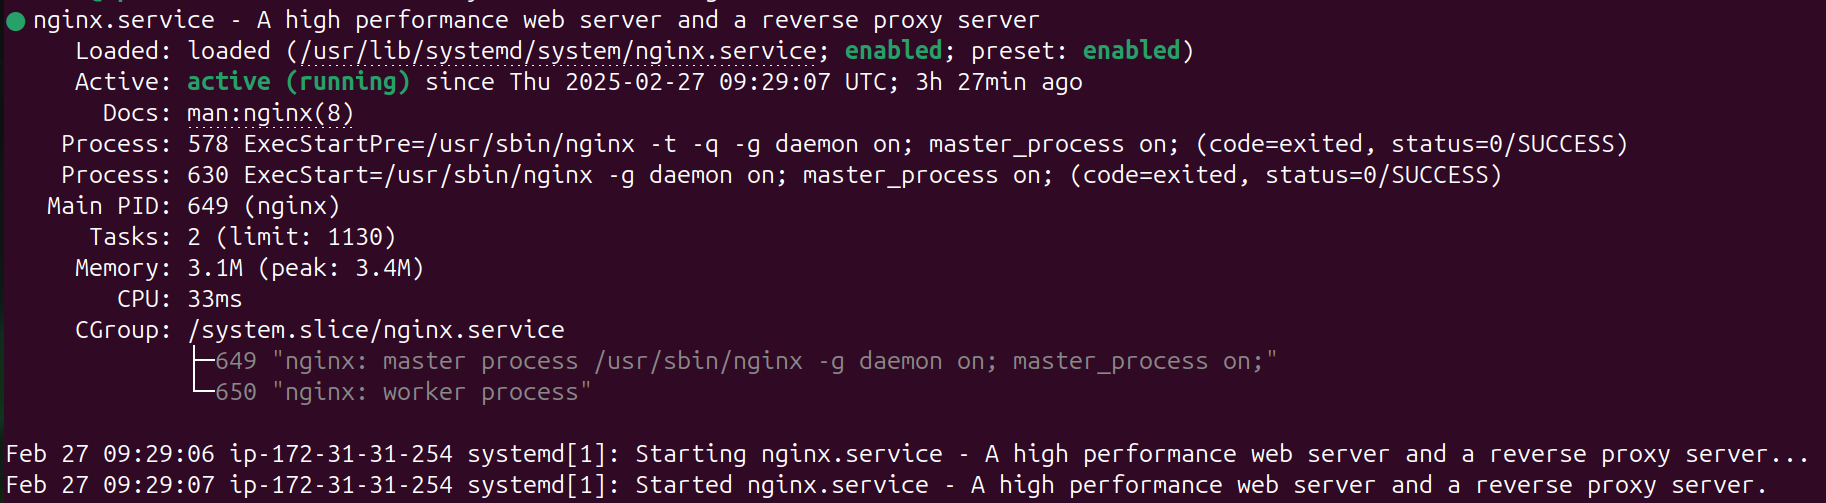 ● nginx.service - A high performance web server and a reverse proxy server
Loaded: loaded (/usr/lib/systemd/system/nginx.service; enabled; preset: enabled)
Active: active (running) since Thu 2025-02-27 09:29:07 UTC; 3h 27min ago
Docs: man:nginx(8)
Process: 578 ExecStartPre=/usr/sbin/nginx -t -q -g daemon on; master_process on; (code=exited, status=0/SUCCESS)
Process: 630 ExecStart=/usr/sbin/nginx -g daemon on; master_process on; (code=exited, status=0/SUCCESS)
Main PID: 649 (nginx)
Tasks: 2 (limit: 1130)
Memory: 3.1M (peak: 3.4M)
CPU: 33ms
CGroup: /system.slice/nginx.service
├─649 "nginx: master process /usr/sbin/nginx -g daemon on; master_process on;"
└─650 "nginx: worker process"
Feb 27 09:29:06 ip-172-31-31-254 systemd[1]: Starting nginx.service - A high performance web server and a reverse proxy server...
Feb 27 09:29:07 ip-172-31-31-254 systemd[1]: Started nginx.service - A high performance web server and a reverse proxy server.